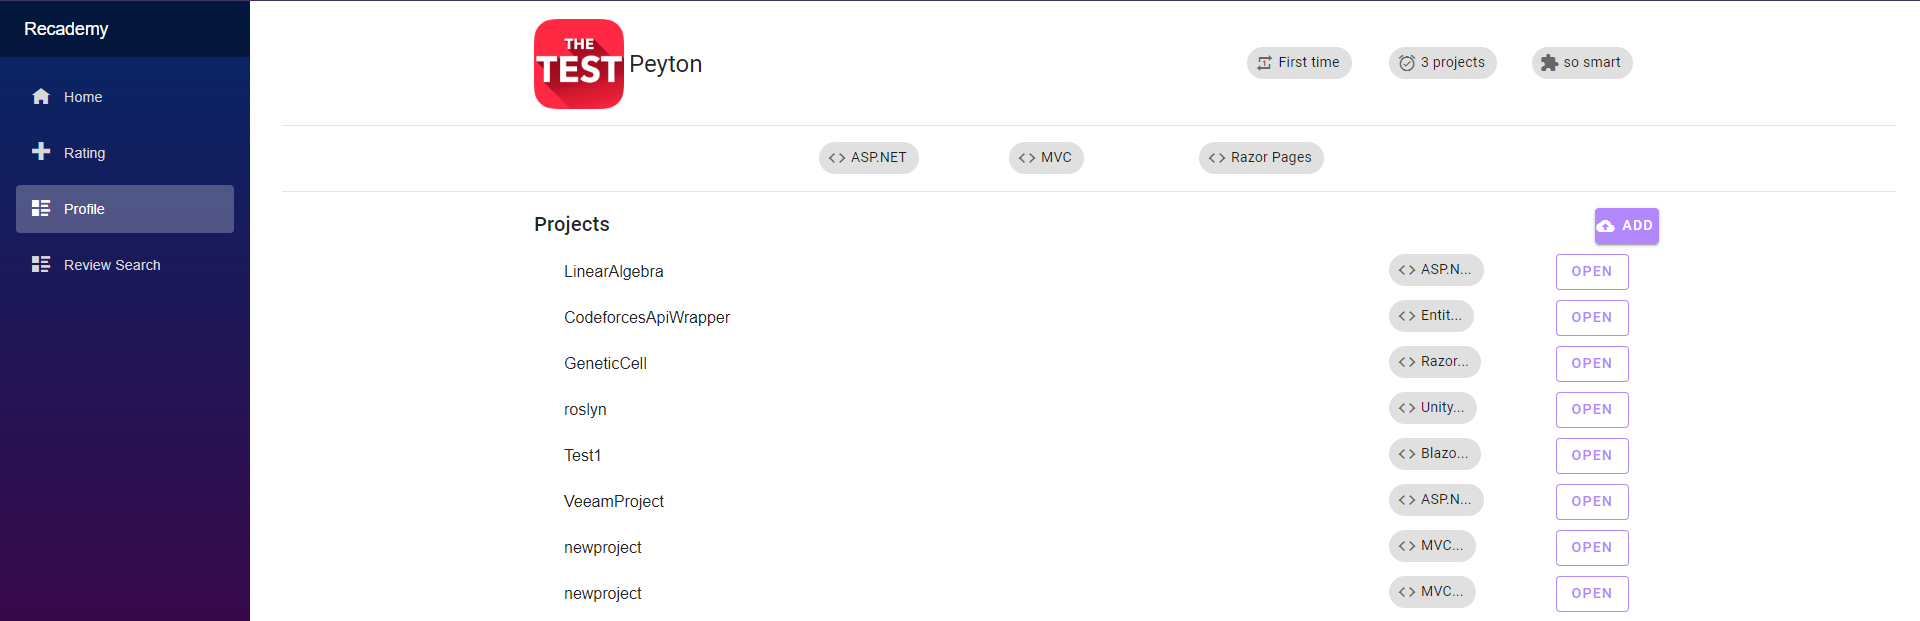 Recademy
Home
Rating
Profile
Review Search
THE
TEST
Peyton
First time
3 projects
so smart
ASP.NET
MVC
Razor Pages
Projects
ADD
LinearAlgebra
ASP.N...
OPEN
CodeforcesApiWrapper
Entit...
OPEN
GeneticCell
Razor...
OPEN
roslyn
Unity...
OPEN
Test1
Blazo...
OPEN
VeeamProject
ASP.N...
OPEN
newproject
MVC...
OPEN
newproject
MVC...
OPEN